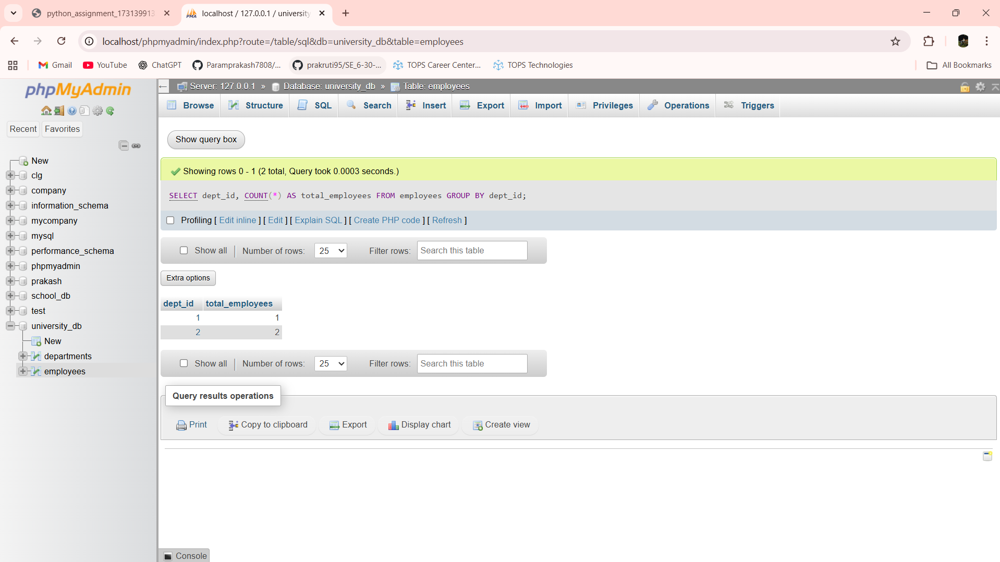 python_assignment_173139913
localhost / 127.0.0.1 / university
localhost/phpmyadmin/index.php?route=/table/sql&db=university_db&table=employees
Gmail
YouTube
ChatGPT
Paramprakash7808/...
prakruti95/SE_6-30-...
TOPS Career Center...
TOPS Technologies
All Bookmarks
phpMyAdmin
Recent
Favorites
New
clg
company
information_schema
mycompany
mysql
performance_schema
phpmyadmin
prakash
school_db
test
university_db
New
departments
employees
Server: 127.0.0.1 » Database: university_db » Table: employees
Browse
Structure
SQL
Search
Insert
Export
Import
Privileges
Operations
Triggers
Show query box
Showing rows 0 - 1 (2 total, Query took 0.0003 seconds.)
SELECT dept_id, COUNT(*) AS total_employees FROM employees GROUP BY dept_id;
Profiling [ Edit inline ] [ Edit ] [ Explain SQL ] [ Create PHP code ] [ Refresh ]
Show all | Number of rows: 25 Filter rows: Search this table
Extra options
dept_id total_employees
1 1
2 2
Show all | Number of rows: 25 Filter rows: Search this table
Query results operations
Print
Copy to clipboard
Export
Display chart
Create view
Console